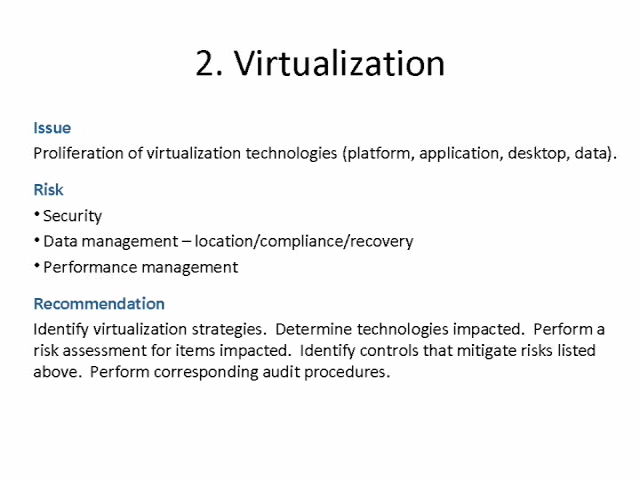 2. Virtualization
Issue
Proliferation of virtualization technologies (platform, application, desktop, data).
Risk
• Security
• Data management – location/compliance/recovery
• Performance management
Recommendation
Identify virtualization strategies.  Determine technologies impacted.  Perform a
risk assessment for items impacted.  Identify controls that mitigate risks listed
above.  Perform corresponding audit procedures.